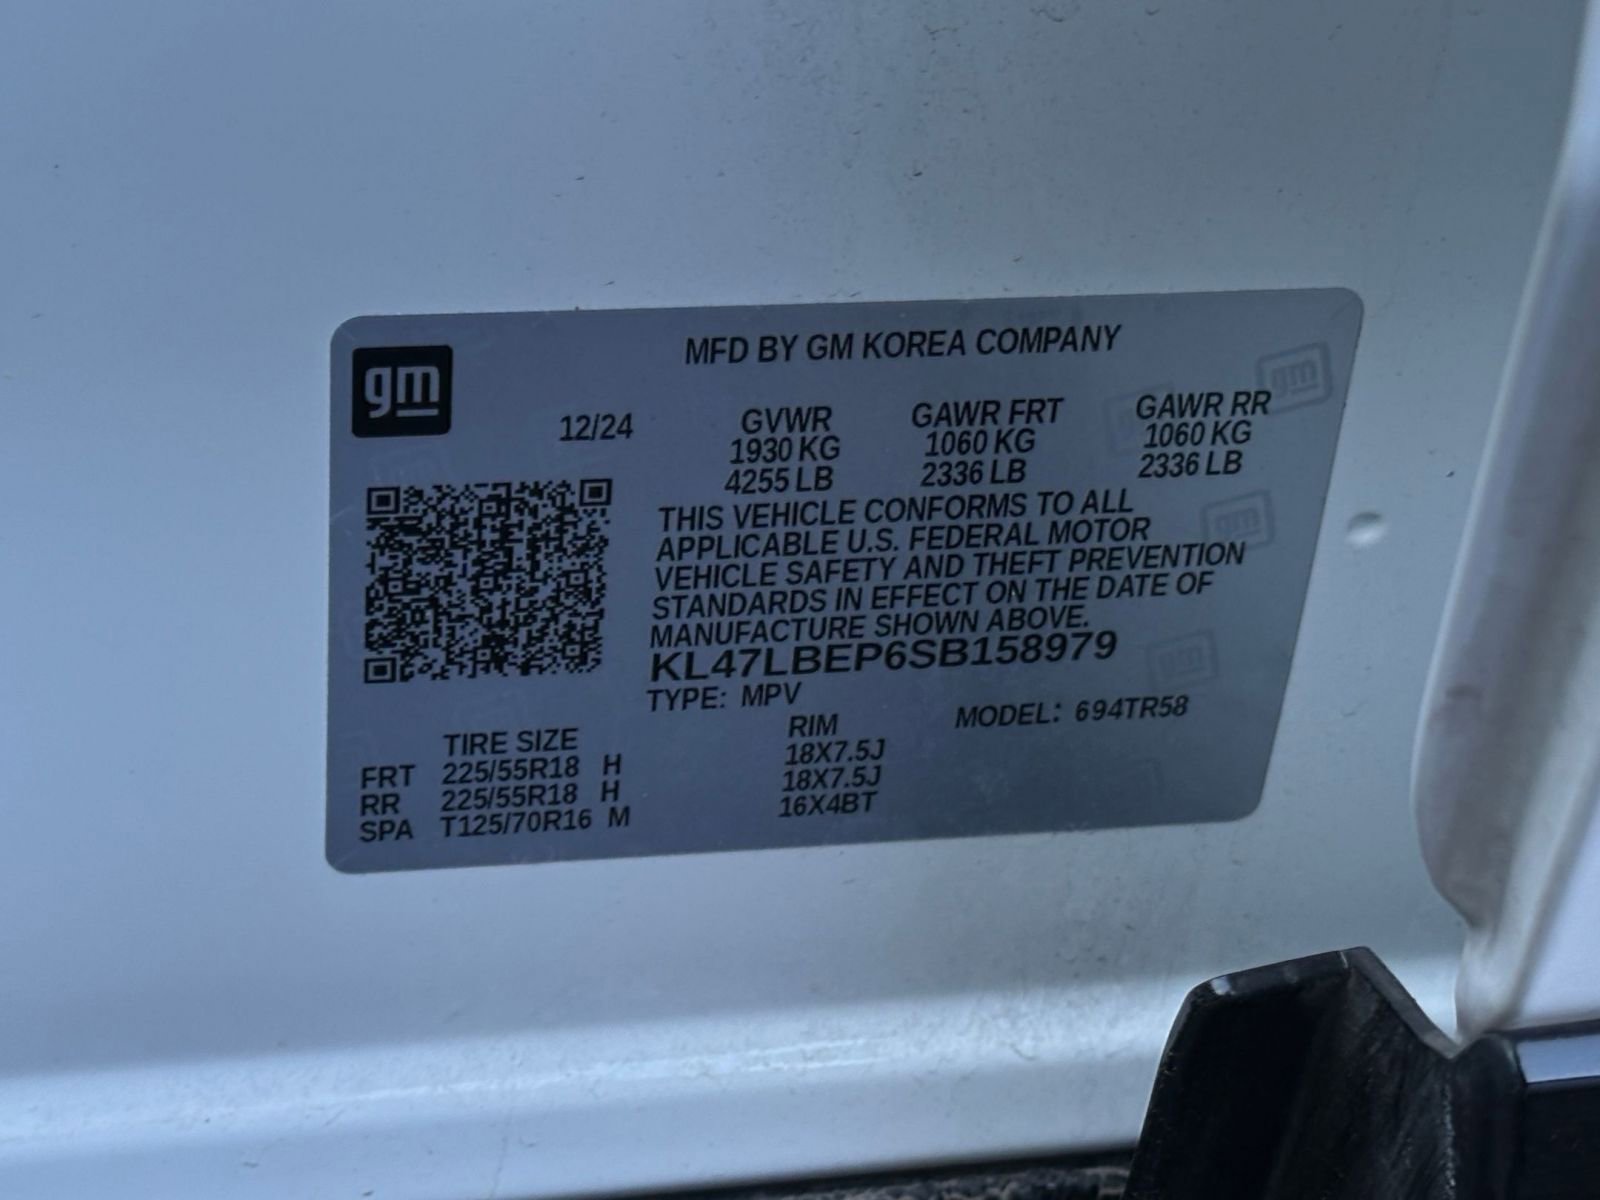 gm
MFD BY GM KOREA COMPANY
12/24 GVWR GAWR FRT GAWR RR
1930 KG 1060 KG 1060 KG
4255 LB 2336 LB 2336 LB
THIS VEHICLE CONFORMS TO ALL
APPLICABLE U.S. FEDERAL MOTOR
VEHICLE SAFETY AND THEFT PREVENTION
STANDARDS IN EFFECT ON THE DATE OF
MANUFACTURE SHOWN ABOVE.
KL47LBEP6SB158979
TYPE: MPV MODEL: 694TR58
TIRE SIZE RIM
FRT 225/55R18 H 18X7.5J
RR 225/55R18 H 18X7.5J
SPA T125/70R16 M 16X4BT
gm
gm
gm